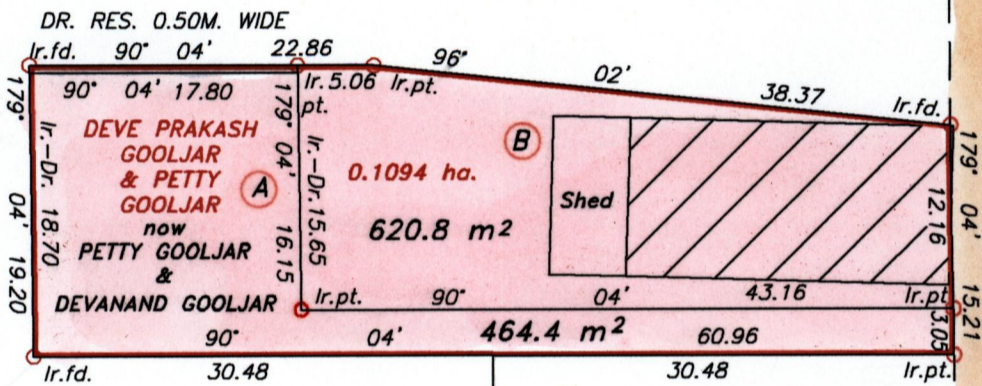 DR. RES. 0.50M. WIDE
Ir.fd. 90° 04' 22.86
96° 02' 38.37
90° 04' 17.80
Ir. 5.06 Ir.pt.
pt.
Ir.fd.
179° 04' 19.20
Ir.-Dr. 18.70
DEVE PRAKASH
GOOLJAR
& PETTY
GOOLJAR
now
PETTY GOOLJAR
&
DEVANAND GOOLJAR
A
179° 04' 16.15
Ir.-Dr. 15.65
B
0.1094 ha.
620.8 m²
Shed
179° 04' 15.21
12.16
3.05
Ir.pt. 90° 04' 43.16 Ir.pt.
90° 04' 464.4 m² 60.96
Ir.fd. 30.48 30.48 Ir.pt.